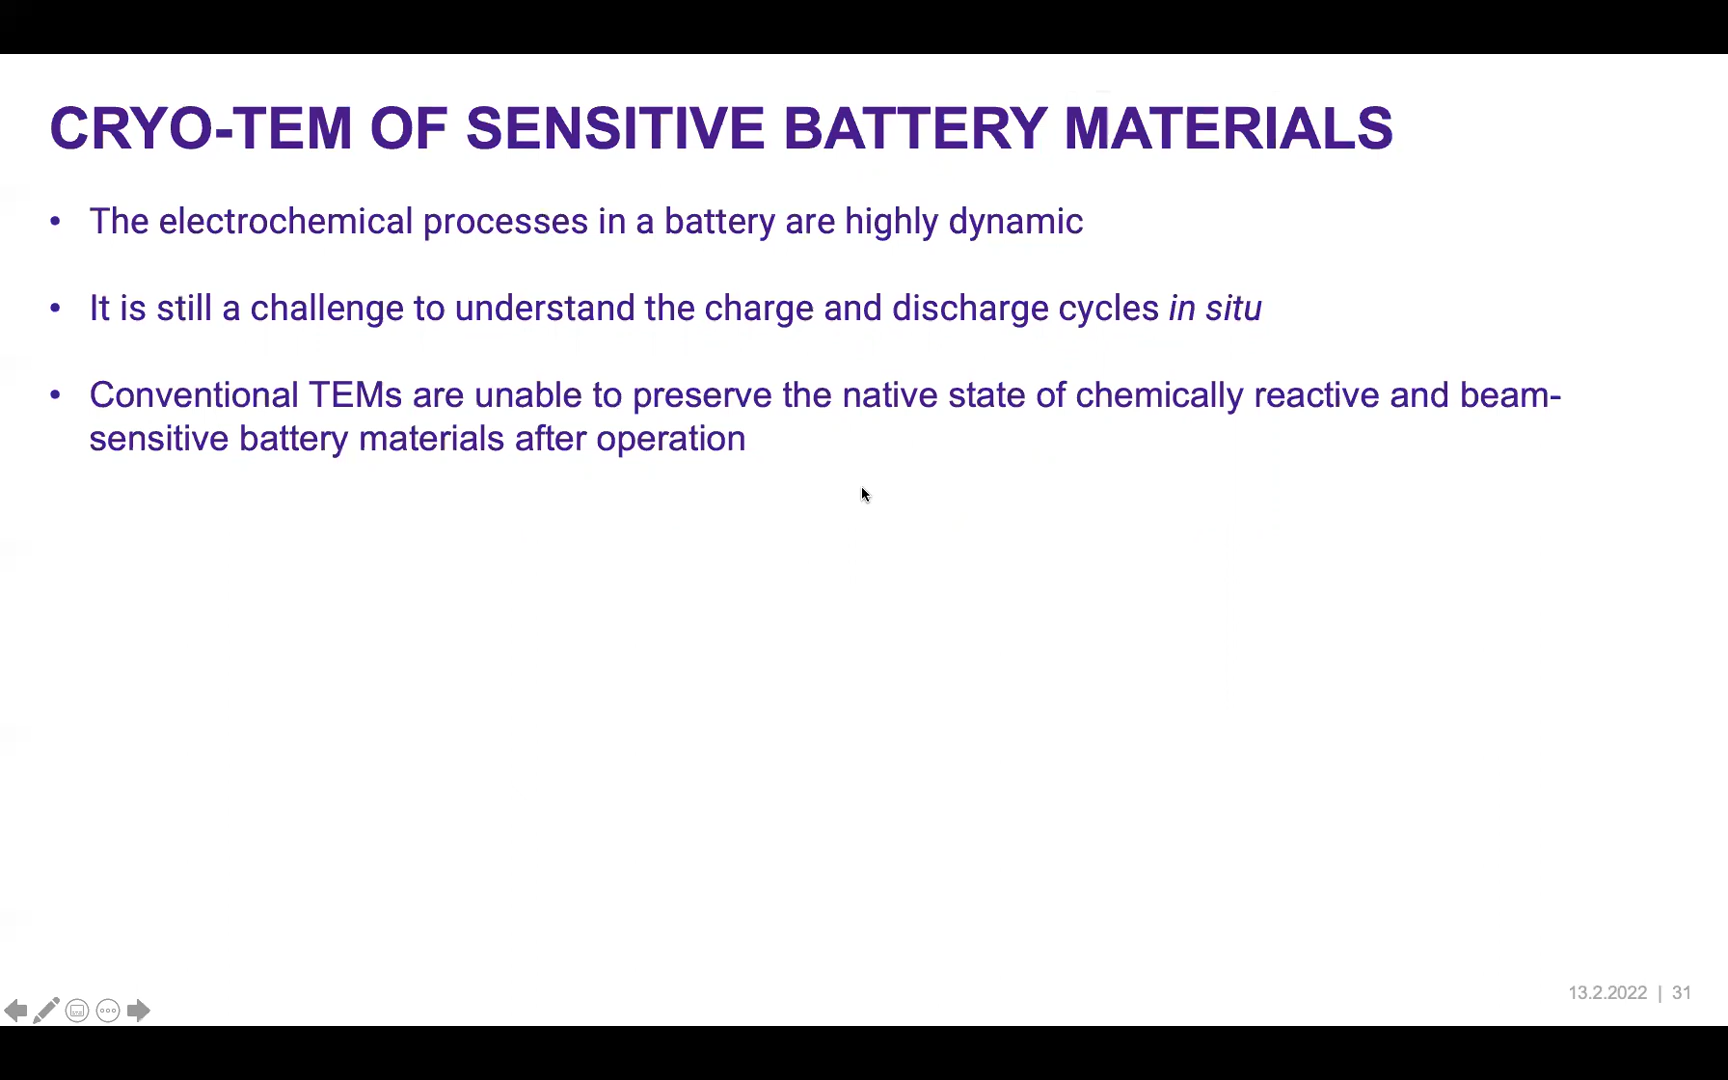 CRYO-TEM OF SENSITIVE BATTERY MATERIALS
• The electrochemical processes in a battery are highly dynamic
• It is still a challenge to understand the charge and discharge cycles in situ
• Conventional TEMs are unable to preserve the native state of chemically reactive and beam-
sensitive battery materials after operation
13.2.2022 | 31